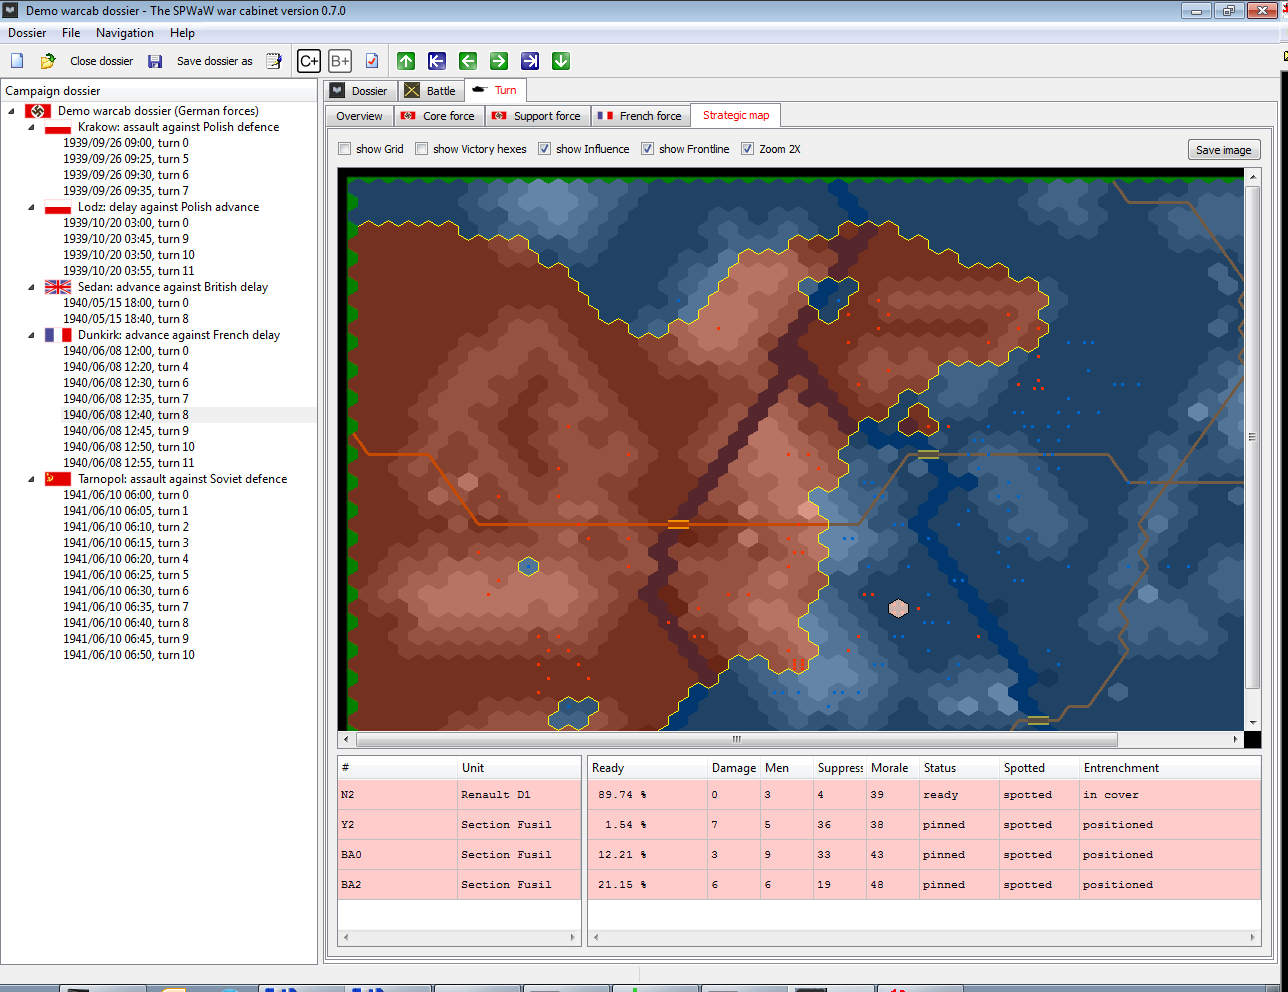 Demo warcab dossier - The SPWaW war cabinet version 0.7.0
Dossier File Navigation Help
Close dossier Save dossier as C+ B+
Campaign dossier
Demo warcab dossier (German forces)
Krakow: assault against Polish defence
1939/09/26 09:00, turn 0
1939/09/26 09:25, turn 5
1939/09/26 09:30, turn 6
1939/09/26 09:35, turn 7
Lodz: delay against Polish advance
1939/10/20 03:00, turn 0
1939/10/20 03:45, turn 9
1939/10/20 03:50, turn 10
1939/10/20 03:55, turn 11
Sedan: advance against British delay
1940/05/15 18:00, turn 0
1940/05/15 18:40, turn 8
Dunkirk: advance against French delay
1940/06/08 12:00, turn 0
1940/06/08 12:20, turn 4
1940/06/08 12:30, turn 6
1940/06/08 12:35, turn 7
1940/06/08 12:40, turn 8
1940/06/08 12:45, turn 9
1940/06/08 12:50, turn 10
1940/06/08 12:55, turn 11
Tarnopol: assault against Soviet defence
1941/06/10 06:00, turn 0
1941/06/10 06:05, turn 1
1941/06/10 06:10, turn 2
1941/06/10 06:15, turn 3
1941/06/10 06:20, turn 4
1941/06/10 06:25, turn 5
1941/06/10 06:30, turn 6
1941/06/10 06:35, turn 7
1941/06/10 06:40, turn 8
1941/06/10 06:45, turn 9
1941/06/10 06:50, turn 10
Dossier Battle Turn
Overview Core force Support force French force Strategic map
show Grid show Victory hexes show Influence show Frontline Zoom 2X Save image
# Unit Ready Damage Men Suppress Morale Status Spotted Entrenchment
N2 Renault D1 89.74 % 0 3 4 39 ready spotted in cover
Y2 Section Fusil 1.54 % 7 5 36 38 pinned spotted positioned
BA0 Section Fusil 12.21 % 3 9 33 43 pinned spotted positioned
BA2 Section Fusil 21.15 % 6 6 19 48 pinned spotted positioned